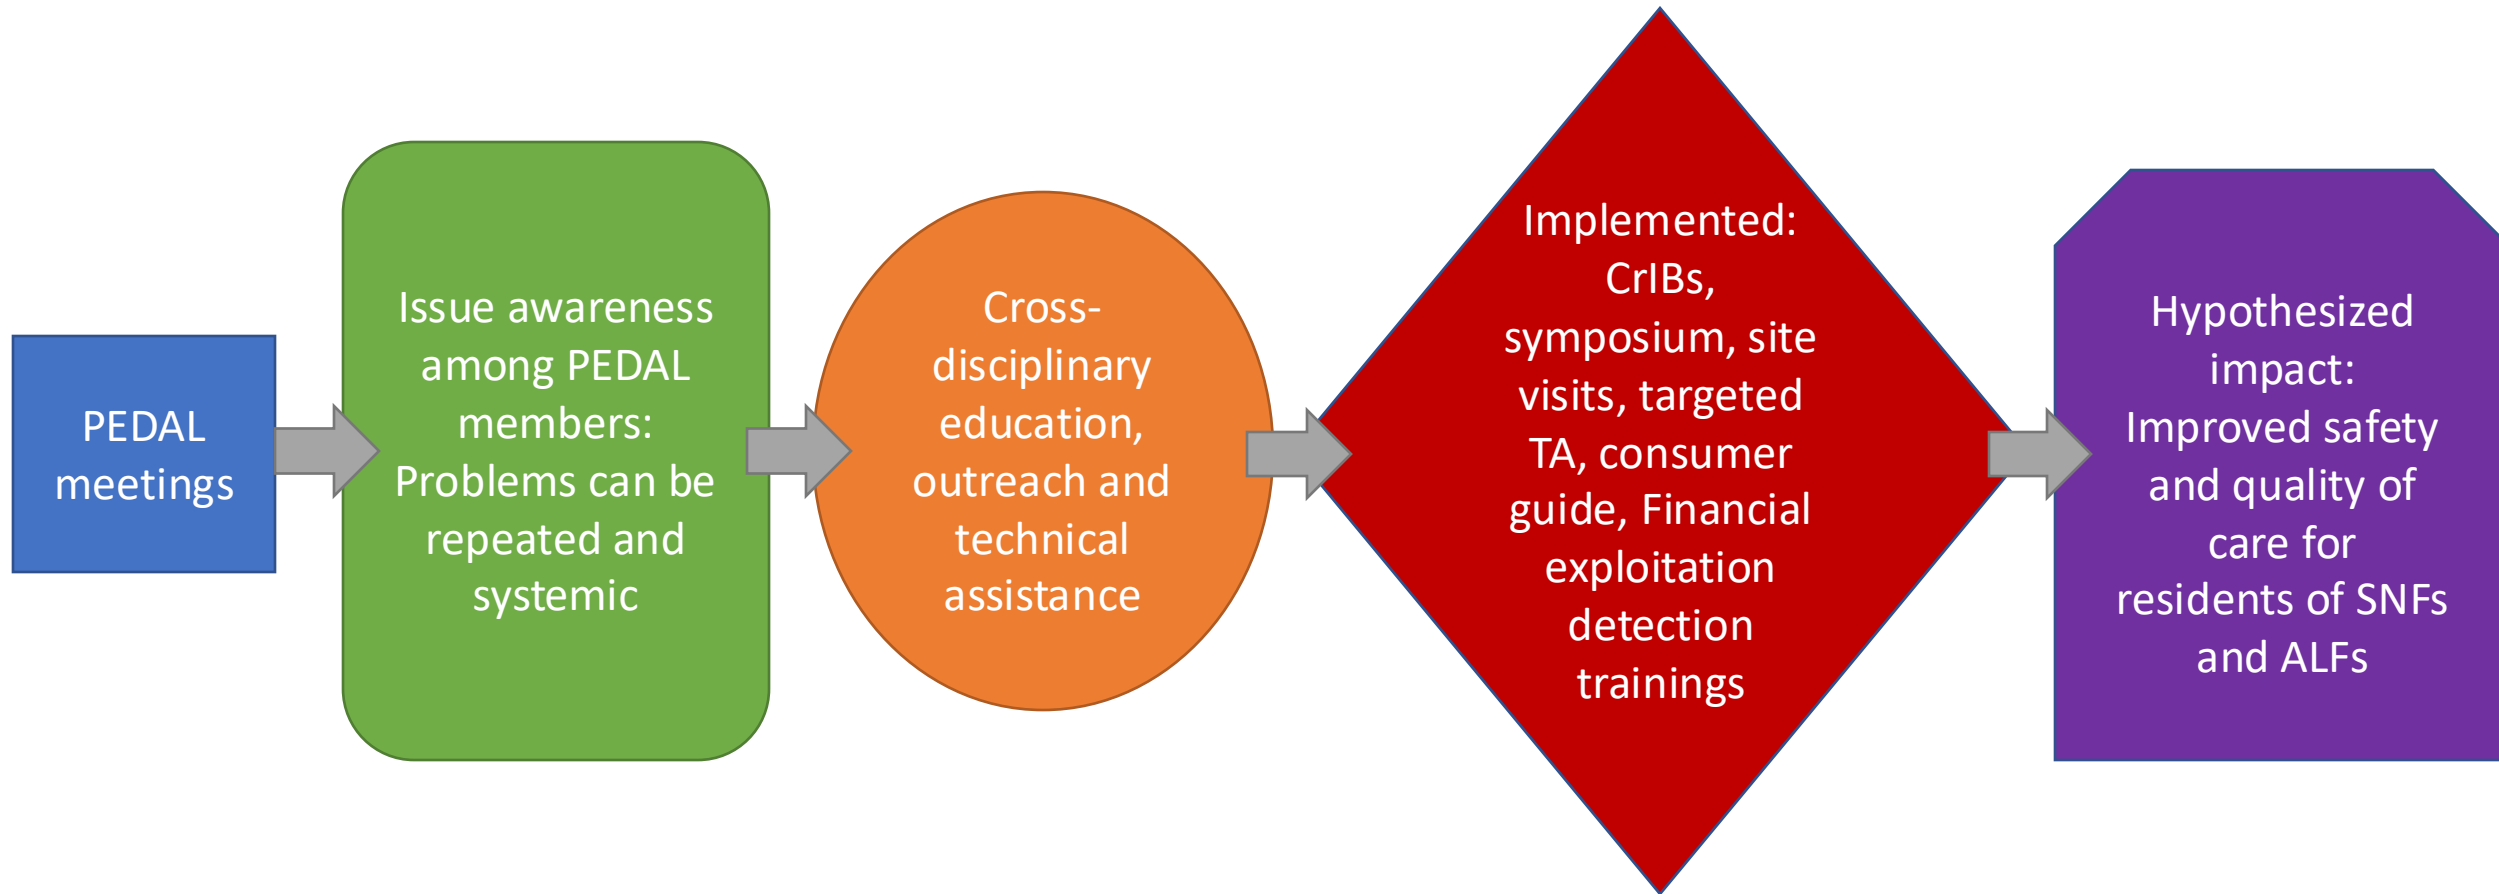 PEDAL
meetings
Issue awareness
among PEDAL
members:
Problems can be
repeated and
systemic
Cross-
disciplinary
education,
outreach and
technical
assistance
Implemented:
CrIBs,
symposium, site
visits, targeted
TA, consumer
guide, Financial
exploitation
detection
trainings
Hypothesized
impact:
Improved safety
and quality of
care for
residents of SNFs
and ALFs